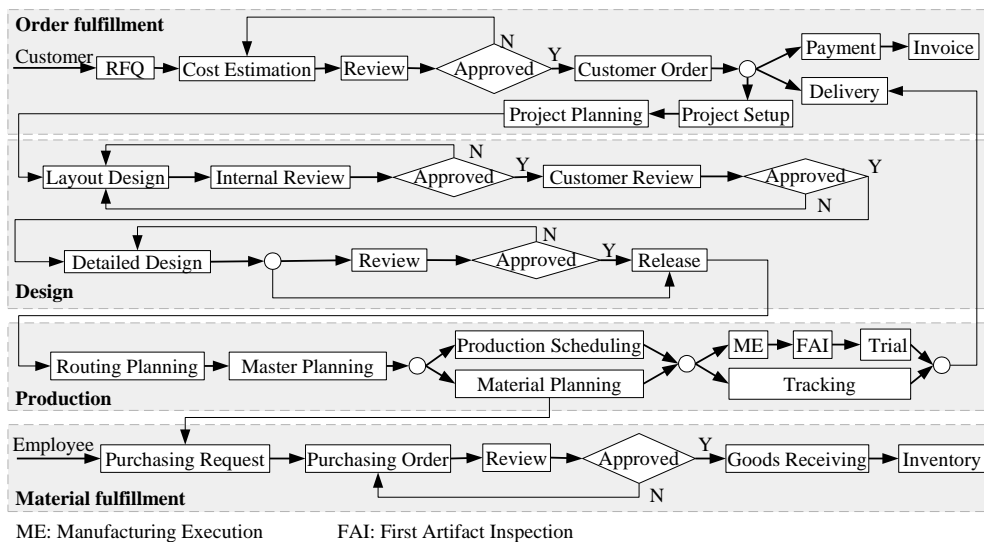 Order fulfillment
Customer
RFQ
Cost Estimation
Review
Approved
N
Y
Customer Order
Payment
Invoice
Delivery
Project Setup
Project Planning
Layout Design
Internal Review
Approved
N
Y
Customer Review
Approved
Y
N
Detailed Design
Review
Approved
N
Y
Release
Design
Routing Planning
Master Planning
Production Scheduling
Material Planning
ME
FAI
Trial
Tracking
Production
Employee
Purchasing Request
Purchasing Order
Review
Approved
Y
N
Goods Receiving
Inventory
Material fulfillment
ME: Manufacturing Execution
FAI: First Artifact Inspection